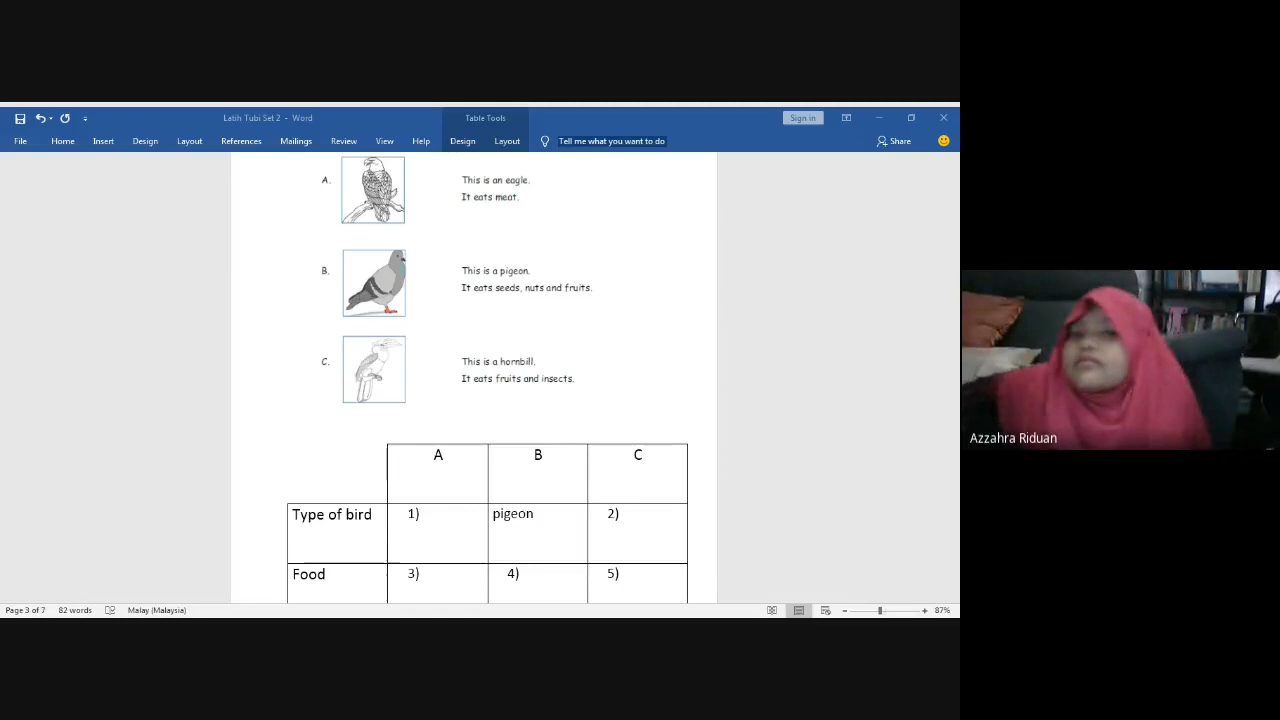 Latih Tubi Set 2 - Word
Table Tools
Sign in
File Home Insert Design Layout References Mailings Review View Help Design Layout Tell me what you want to do Share
A. This is an eagle.
It eats meat.
B. This is a pigeon.
It eats seeds, nuts and fruits.
C. This is a hornbill.
It eats fruits and insects.
A B C
Type of bird 1) pigeon 2)
Food 3) 4) 5)
Page 3 of 7 82 words Malay (Malaysia) 87%
Azzahra Riduan